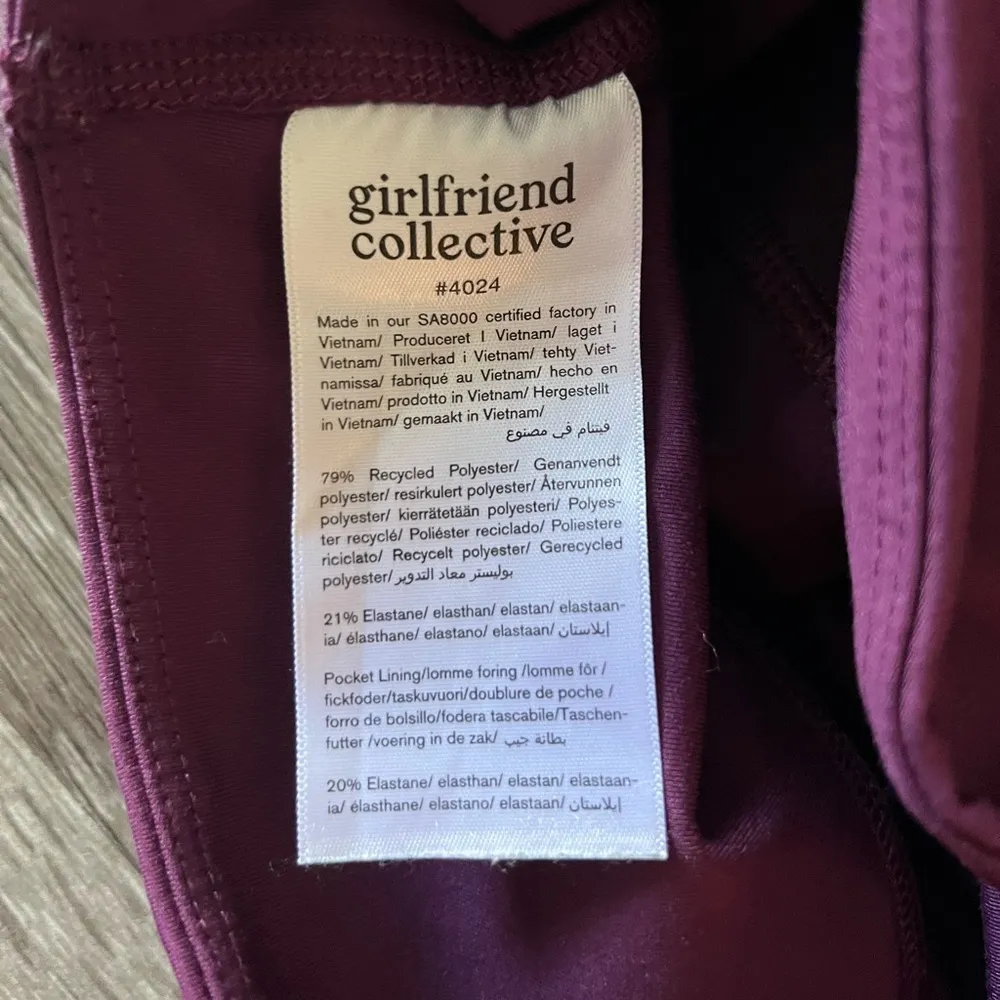 girlfriend
collective
#4024
Made in our SA8000 certified factory in
Vietnam/ Produceret I Vietnam/ laget i
Vietnam/ Tillverkad i Vietnam/ tehty Viet-
namissa/ fabriqué au Vietnam/ hecho en
Vietnam/ prodotto in Vietnam/ Hergestellt
in Vietnam/ gemaakt in Vietnam/
فيتنام في مصنوع
79% Recycled Polyester/ Genanvendt
polyester/ resirkulert polyester/ Återvunnen
polyester/ kierrätetään polyesteri/ Polyes-
ter recyclé/ Poliéster reciclado/ Poliestere
riciclato/ Recycelt polyester/ Gerecycled
polyester/ بوليستر معاد التدوير
21% Elastane/ elasthan/ elastan/ elastaan-
ia/ élasthane/ elastano/ elastaan/ إيلاستان
Pocket Lining/lomme foring /lomme fôr /
fickfoder/taskuvuori/doublure de poche /
forro de bolsillo/fodera tascabile/Taschen-
futter /voering in de zak/ بطانة جيب
20% Elastane/ elasthan/ elastan/ elastaan-
ia/ élasthane/ elastano/ elastaan/ إيلاستان